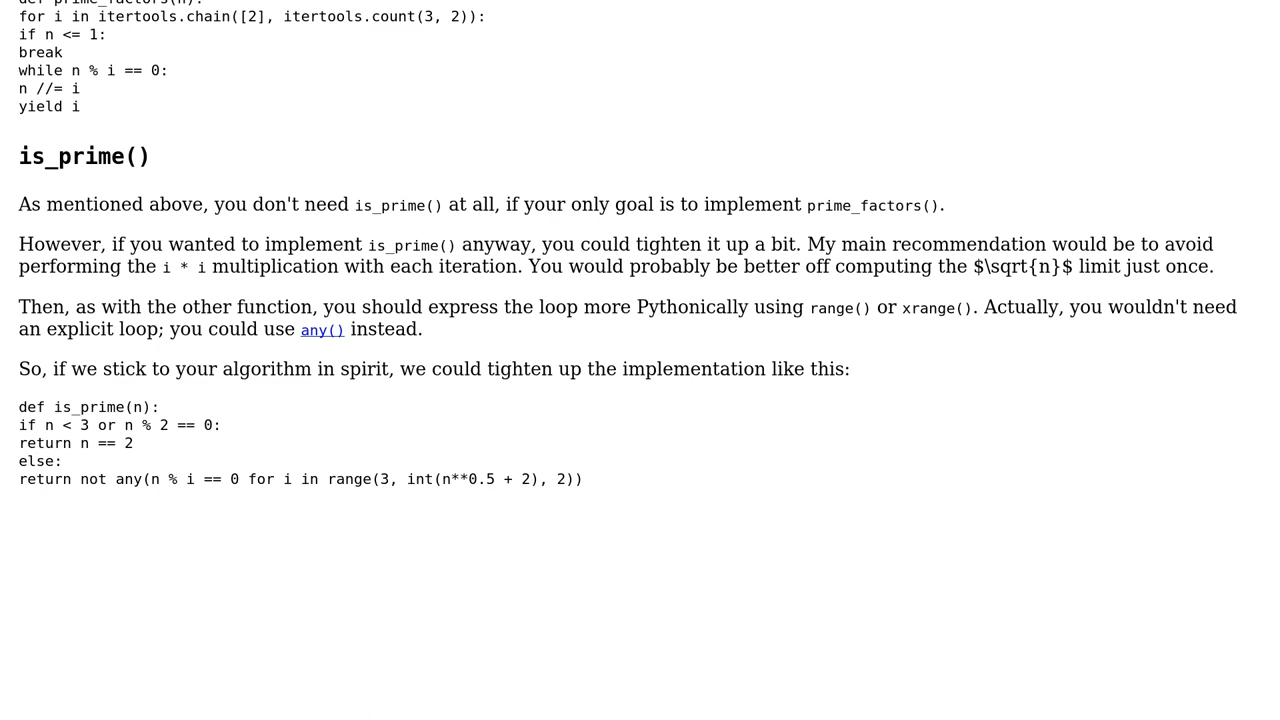 def prime_factors(n):
for i in itertools.chain([2], itertools.count(3, 2)):
if n <= 1:
break
while n % i == 0:
n //= i
yield i
is_prime()
As mentioned above, you don't need is_prime() at all, if your only goal is to implement prime_factors().
However, if you wanted to implement is_prime() anyway, you could tighten it up a bit. My main recommendation would be to avoid
performing the i * i multiplication with each iteration. You would probably be better off computing the $\sqrt{n}$ limit just once.
Then, as with the other function, you should express the loop more Pythonically using range() or xrange(). Actually, you wouldn't need
an explicit loop; you could use any() instead.
So, if we stick to your algorithm in spirit, we could tighten up the implementation like this:
def is_prime(n):
if n < 3 or n % 2 == 0:
return n == 2
else:
return not any(n % i == 0 for i in range(3, int(n**0.5 + 2), 2))